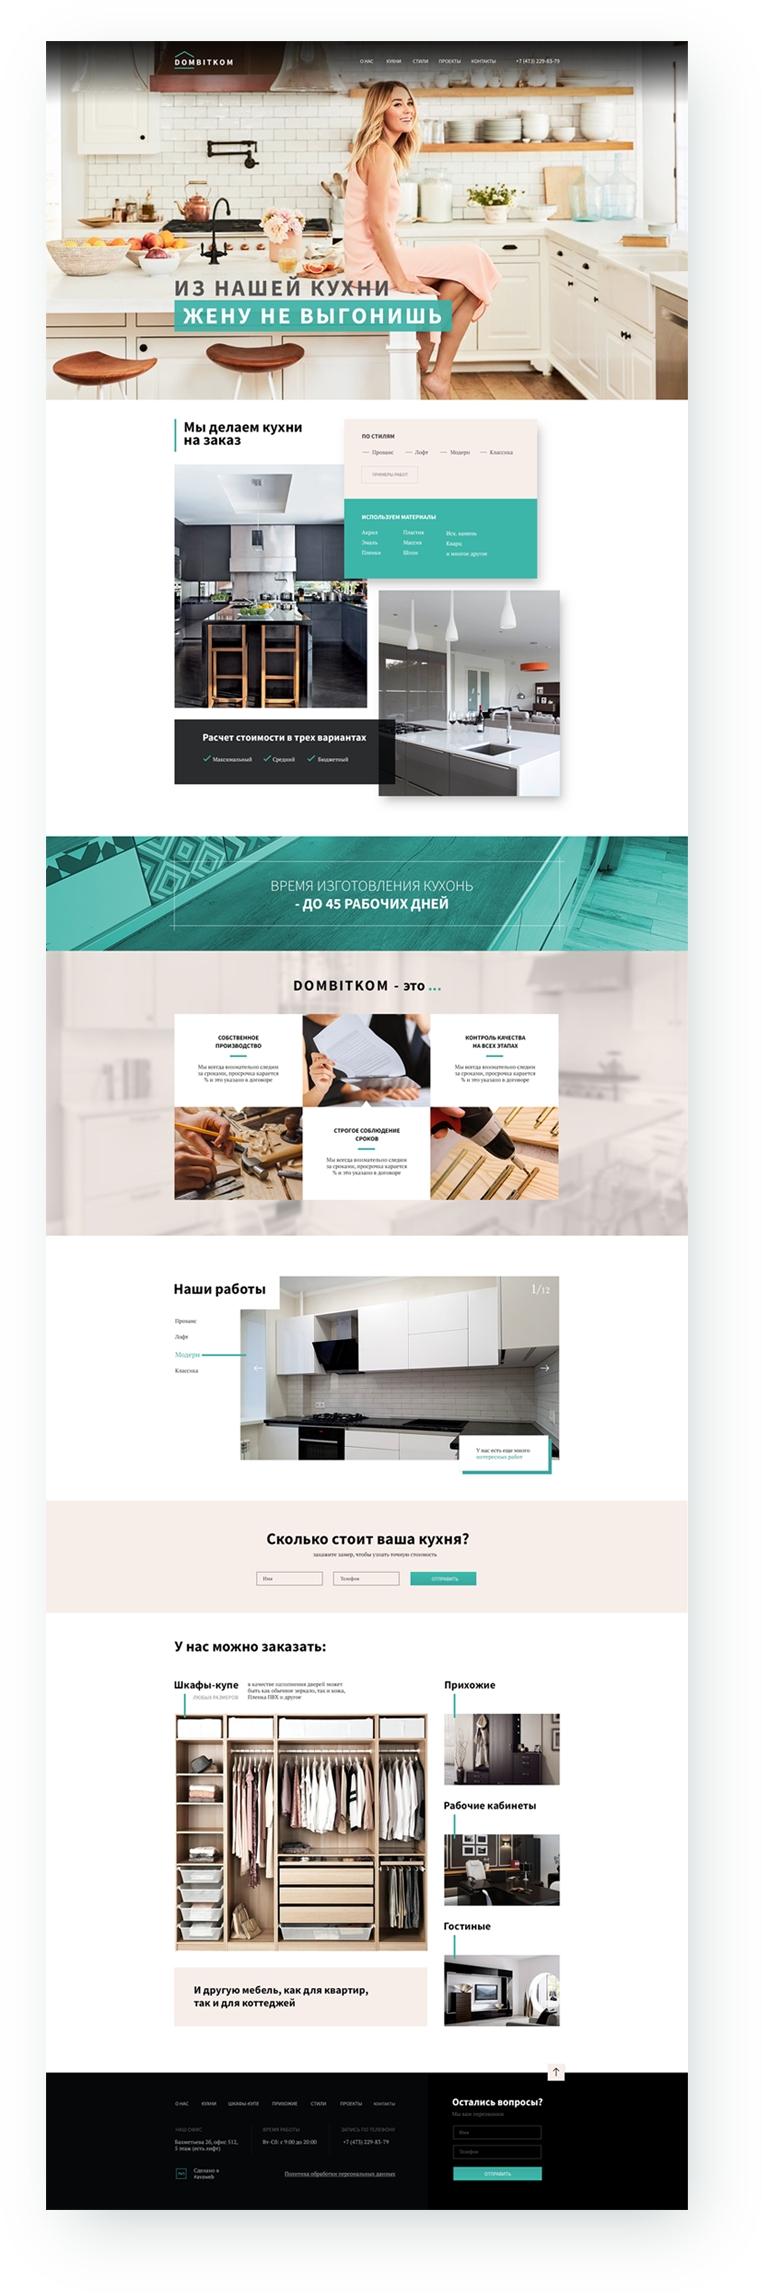 DOMBITKOM
О НАС КУХНИ СТИЛИ ПРОЕКТЫ КОНТАКТЫ +7 (473) 229-83-79
ИЗ НАШЕЙ КУХНИ
ЖЕНУ НЕ ВЫГОНИШЬ
Мы делаем кухни
на заказ
ПО СТИЛЯМ
— Прованс — Лофт — Модерн — Классика
ПРИМЕРЫ РАБОТ
ИСПОЛЬЗУЕМ МАТЕРИАЛЫ
Акрил Пластик Иск. камень
Эмаль Массив Кварц
Пленки Шпон и многое другое
Расчет стоимости в трех вариантах
Максимальный Средний Бюджетный
ВРЕМЯ ИЗГОТОВЛЕНИЯ КУХОНЬ
- ДО 45 РАБОЧИХ ДНЕЙ
DOMBITKOM - это ...
СОБСТВЕННОЕ
ПРОИЗВОДСТВО
Мы всегда внимательно следим
за сроками, просрочка карается
% и это указано в договоре
КОНТРОЛЬ КАЧЕСТВА
НА ВСЕХ ЭТАПАХ
Мы всегда внимательно следим
за сроками, просрочка карается
% и это указано в договоре
СТРОГОЕ СОБЛЮДЕНИЕ
СРОКОВ
Мы всегда внимательно следим
за сроками, просрочка карается
% и это указано в договоре
Наши работы
1/12
Прованс
Лофт
Модерн
Классика
У нас есть еще много
интересных работ
Сколько стоит ваша кухня?
закажите замер, чтобы узнать точную стоимость
Имя Телефон ОТПРАВИТЬ
У нас можно заказать:
Шкафы-купе
ЛЮБЫХ РАЗМЕРОВ
в качестве наполнения дверей может
быть как обычное зеркало, так и кожа,
Пленка ПВХ и другое
Прихожие
Рабочие кабинеты
Гостиные
И другую мебель, как для квартир,
так и для коттеджей
О НАС КУХНИ ШКАФЫ-КУПЕ ПРИХОЖИЕ СТИЛИ ПРОЕКТЫ КОНТАКТЫ
НАШ ОФИС ВРЕМЯ РАБОТЫ ЗАПИСЬ ПО ТЕЛЕФОНУ
Бахметьева 2б, офис 512, Вт-Сб: с 9:00 до 20:00 +7 (473) 229-83-79
5 этаж (есть лифт)
Сделано в
Политика обработки персональных данных
Остались вопросы?
Мы вам перезвоним
Имя
Телефон
ОТПРАВИТЬ